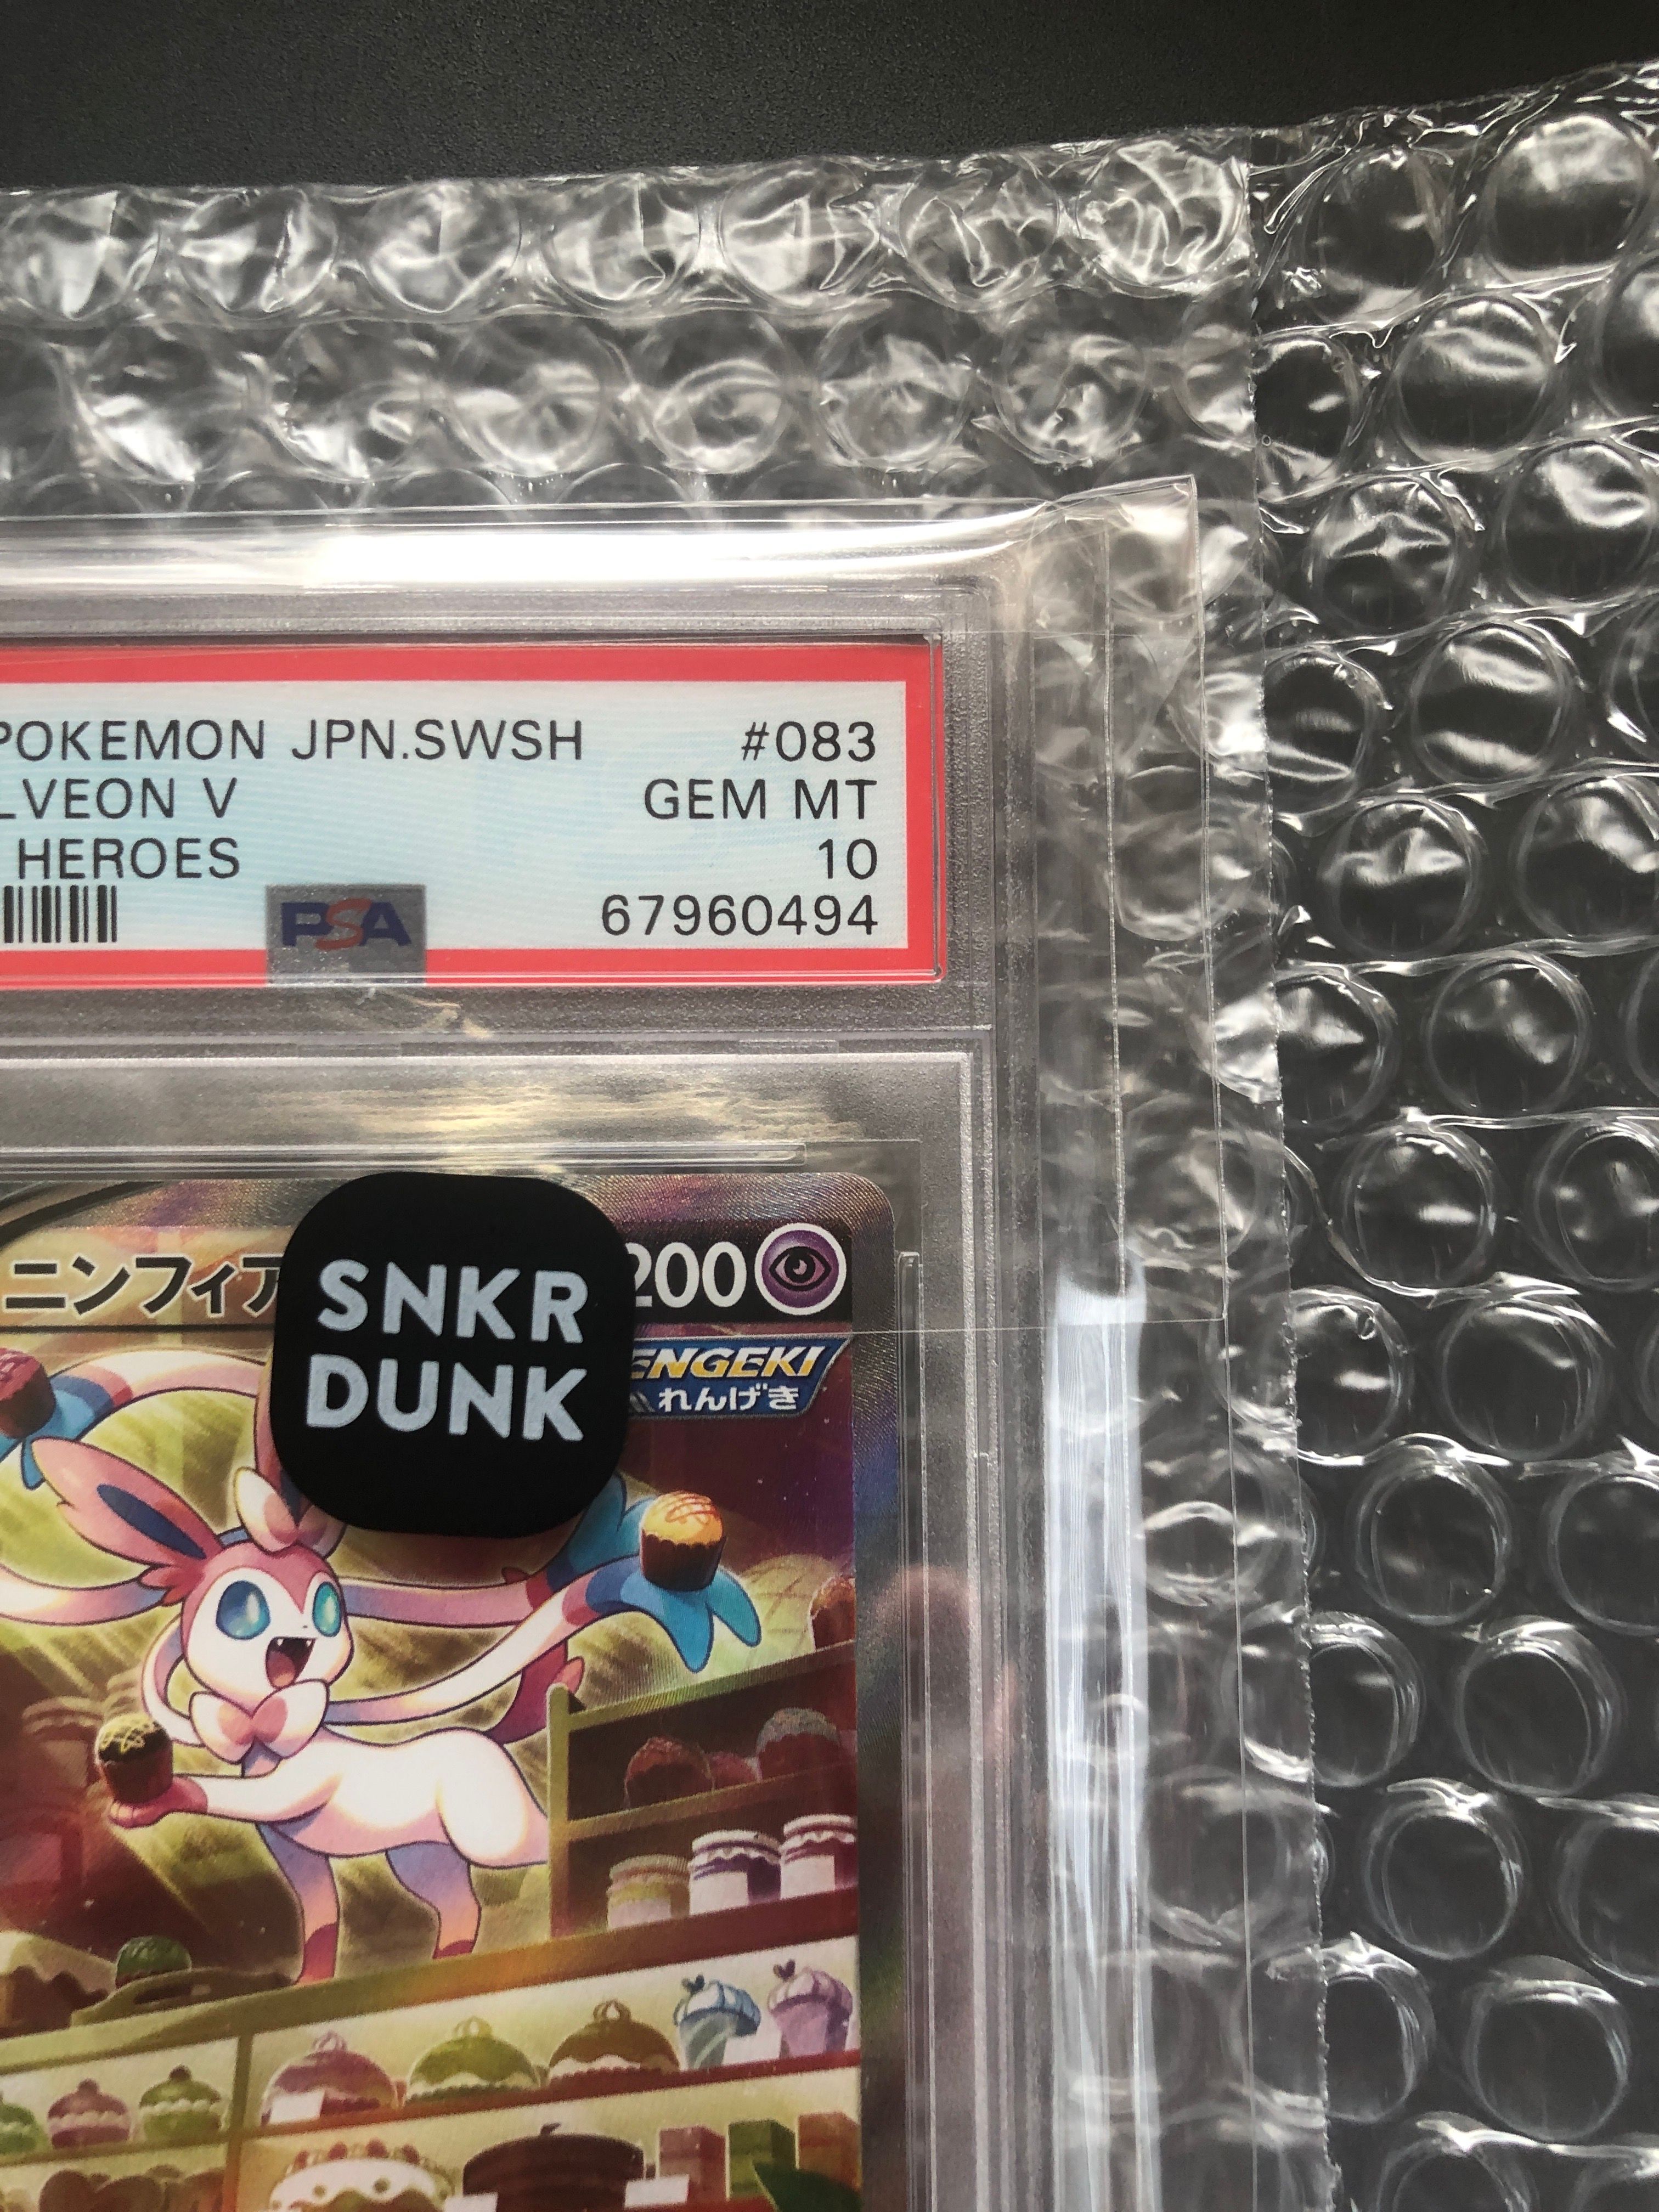 POKEMON JPN.SWSH #083
LVEON V GEM MT
HEROES 10
PSA 67960494
ニンフィア 200
SNKR
DUNK
ENGEKI
れんげき